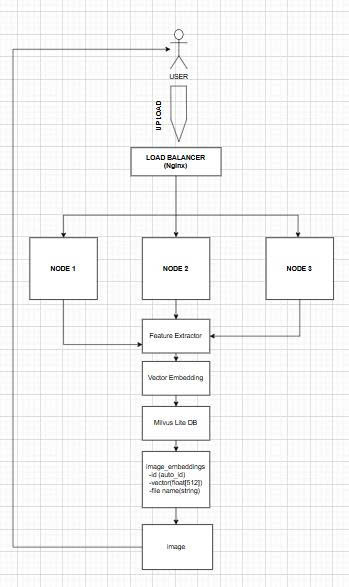 USER
UPLOAD
LOAD BALANCER
(Nginx)
NODE 1
NODE 2
NODE 3
Feature Extractor
Vector Embedding
Milvus Lite DB
image_embeddings
-id (auto_id)
-vector(float[512])
-file name(string)
image